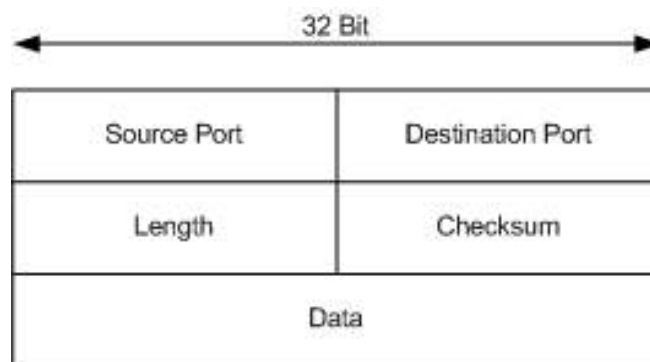 32 Bit
Source Port Destination Port
Length Checksum
Data